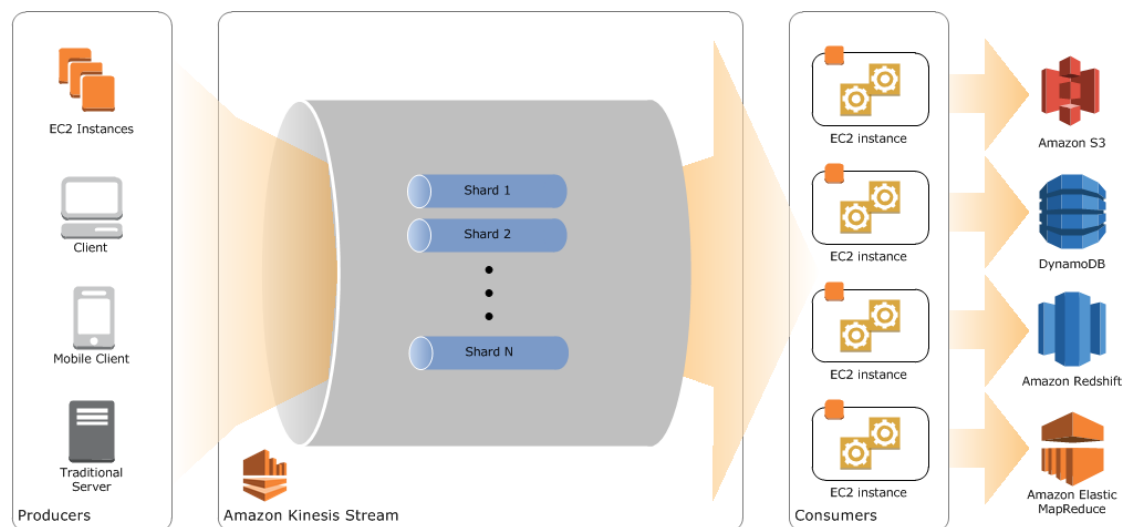 EC2 Instances
Client
Mobile Client
Traditional
Server
Producers
Shard 1
Shard 2
Shard N
Amazon Kinesis Stream
EC2 instance
EC2 instance
EC2 instance
EC2 instance
Consumers
Amazon S3
DynamoDB
Amazon Redshift
Amazon Elastic
MapReduce